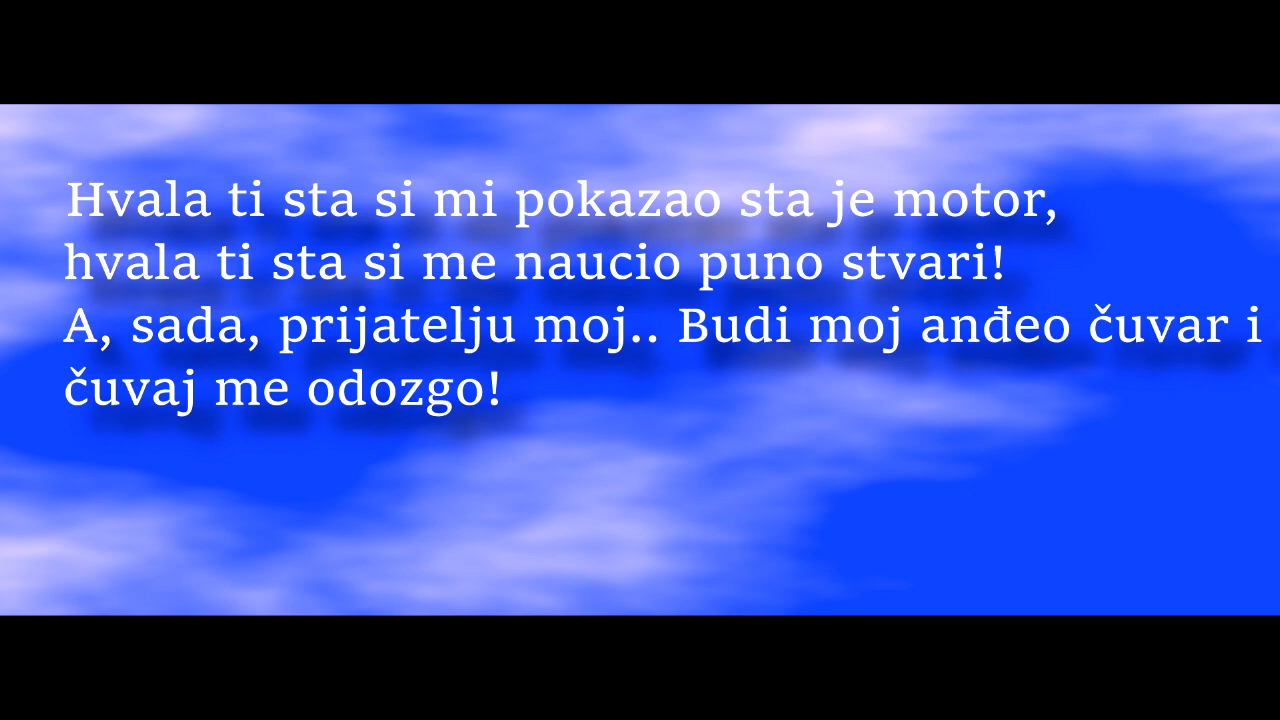 Hvala ti sta si mi pokazao sta je motor,
hvala ti sta si me naucio puno stvari!
A, sada, prijatelju moj.. Budi moj anđeo čuvar i
čuvaj me odozgo!